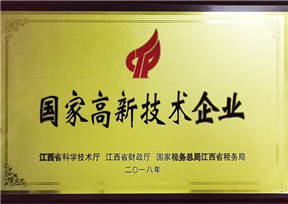 国家高新技术企业
江西省科学技术厅 江西省财政厅 国家税务总局江西省税务局
二〇一八年